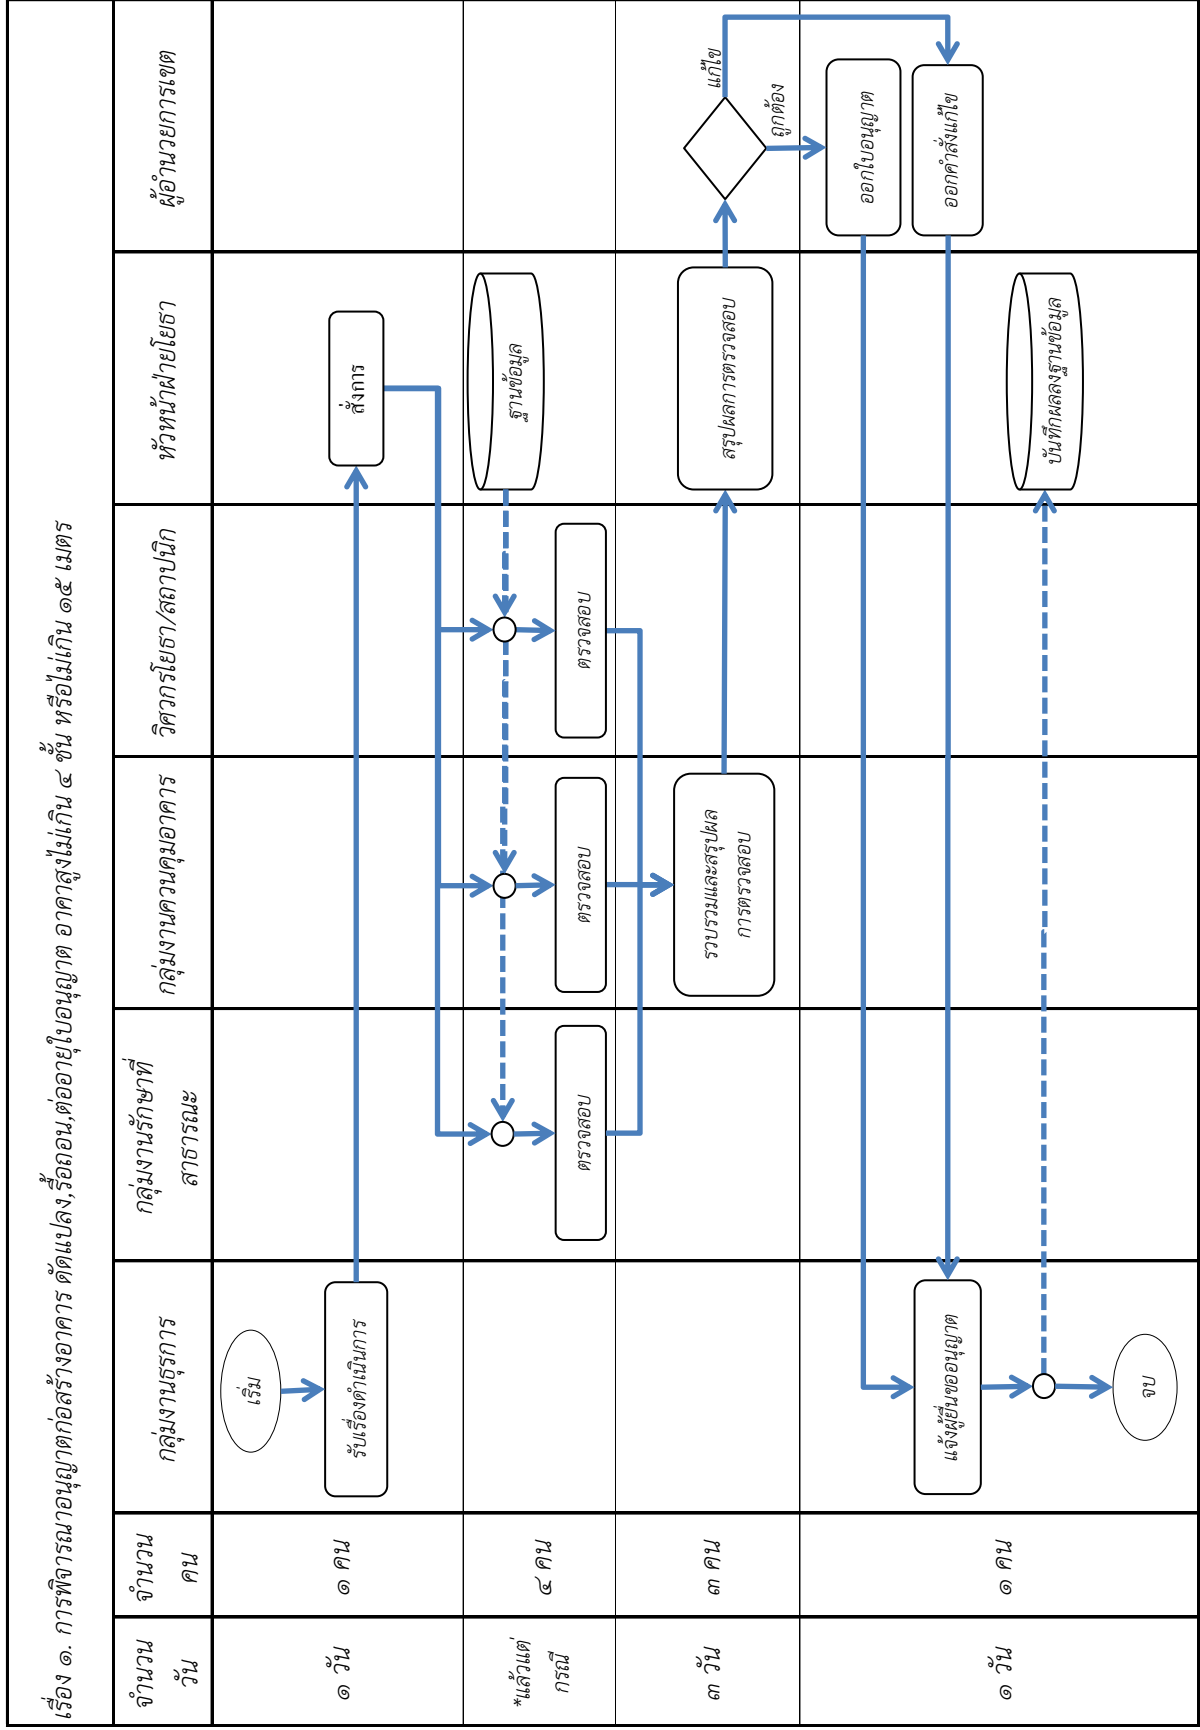 เรื่อง ๑. การพิจารณาอนุญาตก่อสร้างอาคาร ดัดแปลง,รื้อถอน,ต่ออายุใบอนุญาต อาคาสูงไม่เกิน ๔ ชั้น หรือไม่เกิน ๑๕ เมตร
จำนวน
วัน
จำนวน
คน
กลุ่มงานธุรการ
กลุ่มงานรักษาที่
สาธารณะ
กลุ่มงานควบคุมอาคาร
วิศวกรโยธา/สถาปนิก
หัวหน้าฝ่ายโยธา
ผู้อำนวยการเขต
๑ วัน
๑ คน
เริ่ม
รับเรื่องดำเนินการ
สั่งการ
*แล้วแต่
กรณี
๔ คน
ตรวจสอบ
ตรวจสอบ
ตรวจสอบ
ฐานข้อมูล
๓ วัน
๓ คน
รวบรวมและสรุปผล
การตรวจสอบ
สรุปผลการตรวจสอบ
แก้ไข
ถูกต้อง
๑ วัน
๑ คน
แจ้งผู้ยื่นขออนุญาต
จบ
บันทึกผลลงฐานข้อมูล
ออกใบอนุญาต
ออกคำสั่งแก้ไข